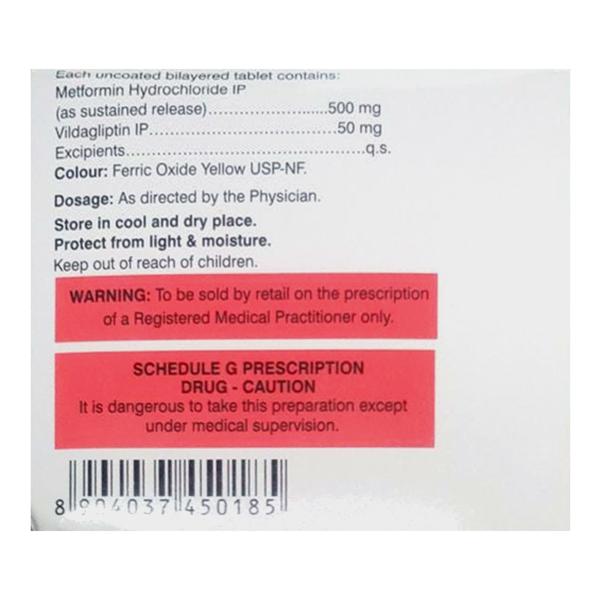 Each uncoated bilayered tablet contains:
Metformin Hydrochloride IP
(as sustained release)......................500 mg
Vildagliptin IP...................................50 mg
Excipients............................................q.s.
Colour: Ferric Oxide Yellow USP-NF.
Dosage: As directed by the Physician.
Store in cool and dry place.
Protect from light & moisture.
Keep out of reach of children.
WARNING: To be sold by retail on the prescription
of a Registered Medical Practitioner only.
SCHEDULE G PRESCRIPTION
DRUG - CAUTION
It is dangerous to take this preparation except
under medical supervision.
8 904037 450185